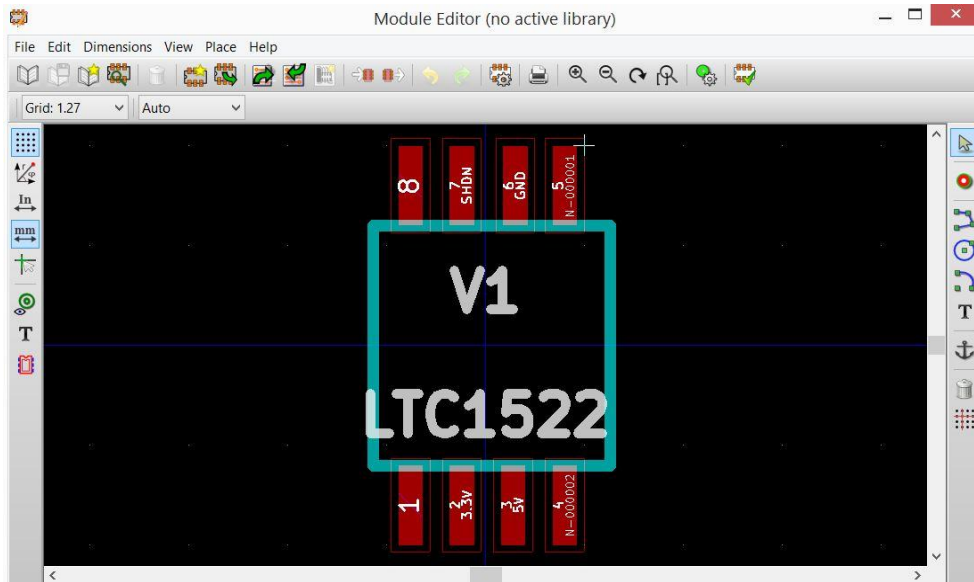 Module Editor (no active library)
File Edit Dimensions View Place Help
Grid: 1.27 Auto
In
mm
T
T
8
7
SHDN
6
GND
5
N-000001
V1
LTC1522
1
2
3.3V
3
5V
4
N-000002